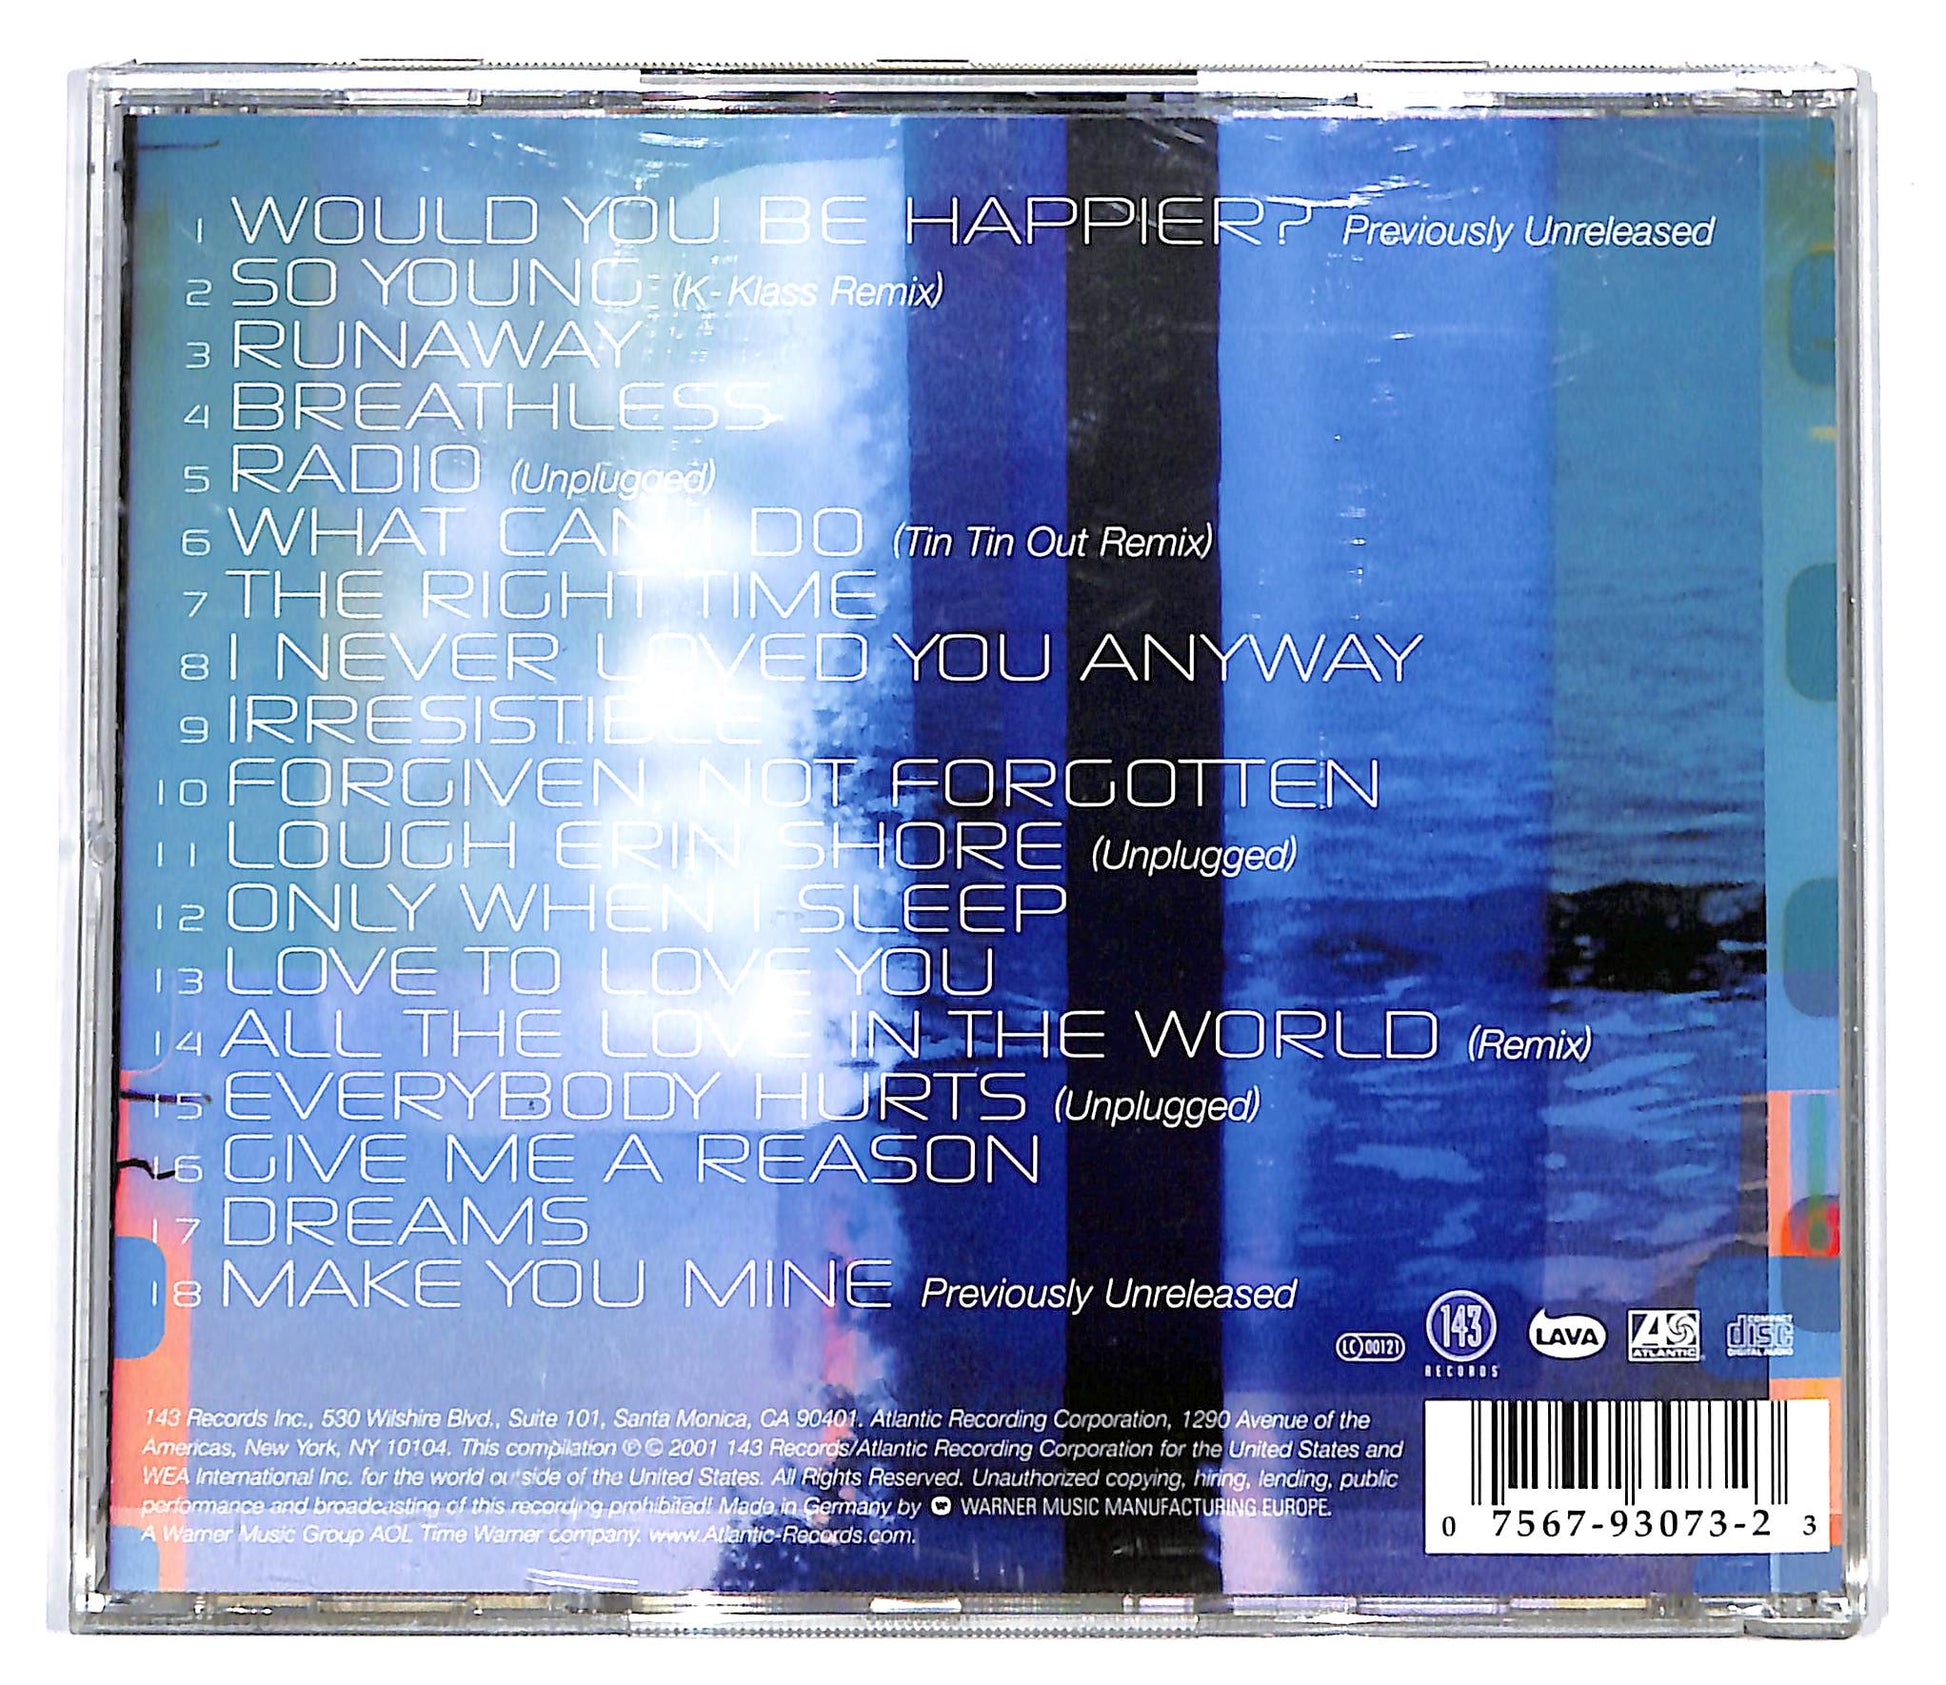 1 WOULD YOU BE HAPPIER? Previously Unreleased
2 SO YOUNG (K-Klass Remix)
3 RUNAWAY
4 BREATHLESS
5 RADIO (Unplugged)
6 WHAT CAN I DO (Tin Tin Out Remix)
7 THE RIGHT TIME
8 I NEVER LOVED YOU ANYWAY
9 IRRESISTIBLE
10 FORGIVEN NOT FORGOTTEN
11 LOUGH ERIN SHORE (Unplugged)
12 ONLY WHEN I SLEEP
13 LOVE TO LOVE YOU
14 ALL THE LOVE IN THE WORLD (Remix)
15 EVERYBODY HURTS (Unplugged)
16 GIVE ME A REASON
17 DREAMS
18 MAKE YOU MINE Previously Unreleased
LC 00121
143 RECORDS
LAVA
ATLANTIC
COMPACT disc DIGITAL AUDIO
143 Records Inc., 530 Wilshire Blvd., Suite 101, Santa Monica, CA 90401. Atlantic Recording Corporation, 1290 Avenue of the
Americas, New York, NY 10104. This compilation ℗ © 2001 143 Records/Atlantic Recording Corporation for the United States and
WEA International Inc. for the world outside of the United States. All Rights Reserved. Unauthorized copying, hiring, lending, public
performance and broadcasting of this recording prohibited! Made in Germany by WARNER MUSIC MANUFACTURING EUROPE.
A Warner Music Group AOL Time Warner company. www.Atlantic-Records.com.
0 7567-93073-2 3